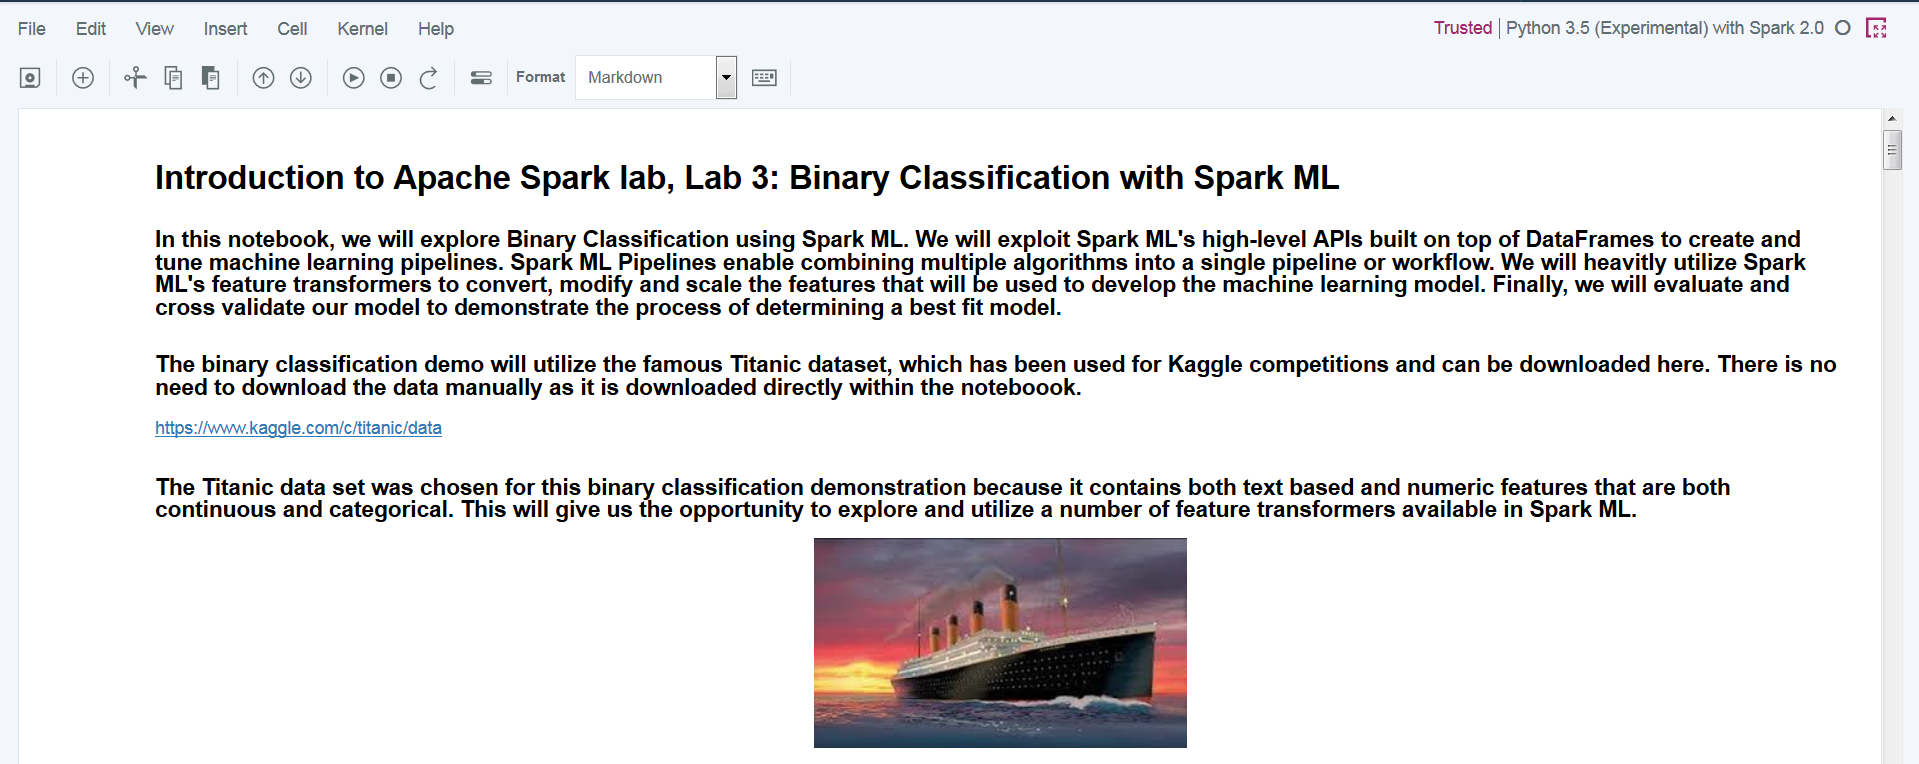 File Edit View Insert Cell Kernel Help Trusted Python 3.5 (Experimental) with Spark 2.0
Format Markdown
Introduction to Apache Spark lab, Lab 3: Binary Classification with Spark ML
In this notebook, we will explore Binary Classification using Spark ML. We will exploit Spark ML's high-level APIs built on top of DataFrames to create and
tune machine learning pipelines. Spark ML Pipelines enable combining multiple algorithms into a single pipeline or workflow. We will heavitly utilize Spark
ML's feature transformers to convert, modify and scale the features that will be used to develop the machine learning model. Finally, we will evaluate and
cross validate our model to demonstrate the process of determining a best fit model.
The binary classification demo will utilize the famous Titanic dataset, which has been used for Kaggle competitions and can be downloaded here. There is no
need to download the data manually as it is downloaded directly within the noteboook.
https://www.kaggle.com/c/titanic/data
The Titanic data set was chosen for this binary classification demonstration because it contains both text based and numeric features that are both
continuous and categorical. This will give us the opportunity to explore and utilize a number of feature transformers available in Spark ML.